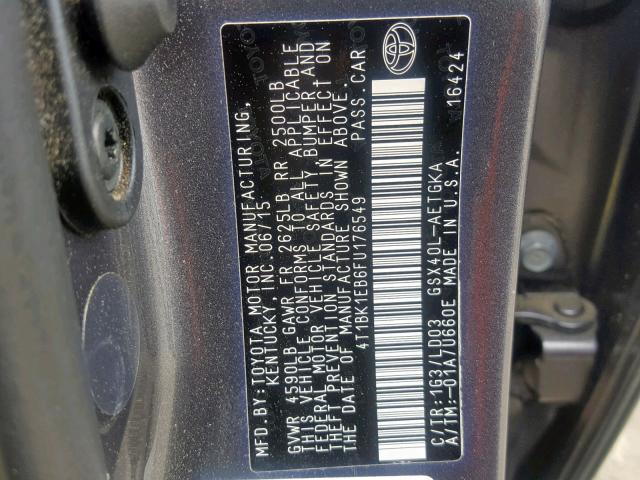 MFD.BY:TOYOTA MOTOR MANUFACTURING,
KENTUCKY, INC. 06/15
GVWR 4590LB GAWR FR 2625LB RR 2500LB
THIS VEHICLE CONFORMS TO ALL APPLICABLE
FEDERAL MOTOR VEHICLE SAFETY, BUMPER AND
THEFT PREVENTION STANDARDS IN EFFECT ON
THE DATE OF MANUFACTURE SHOWN ABOVE.
4T1BK1EB6FU176549 PASS.CAR
C/TR:1G3/LD03 GSX40L-AETGKA
A/TM:-01A/U660E MADE IN U.S.A. 16424